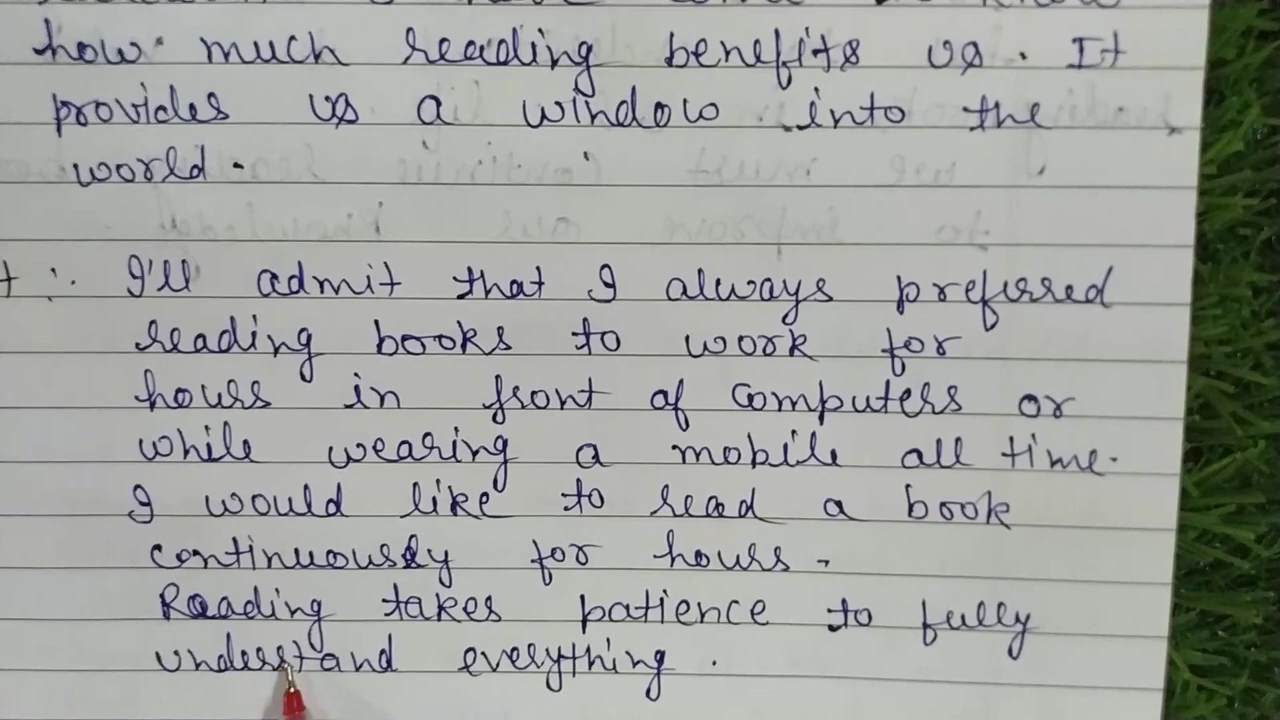 how much reading benefits us. It
provides us a window into the
world.
I'll admit that I always preferred
reading books to work for
hours in front of computers or
while wearing a mobile all time.
I would like to read a book
continuously for hours.
Reading takes patience to fully
understand everything.